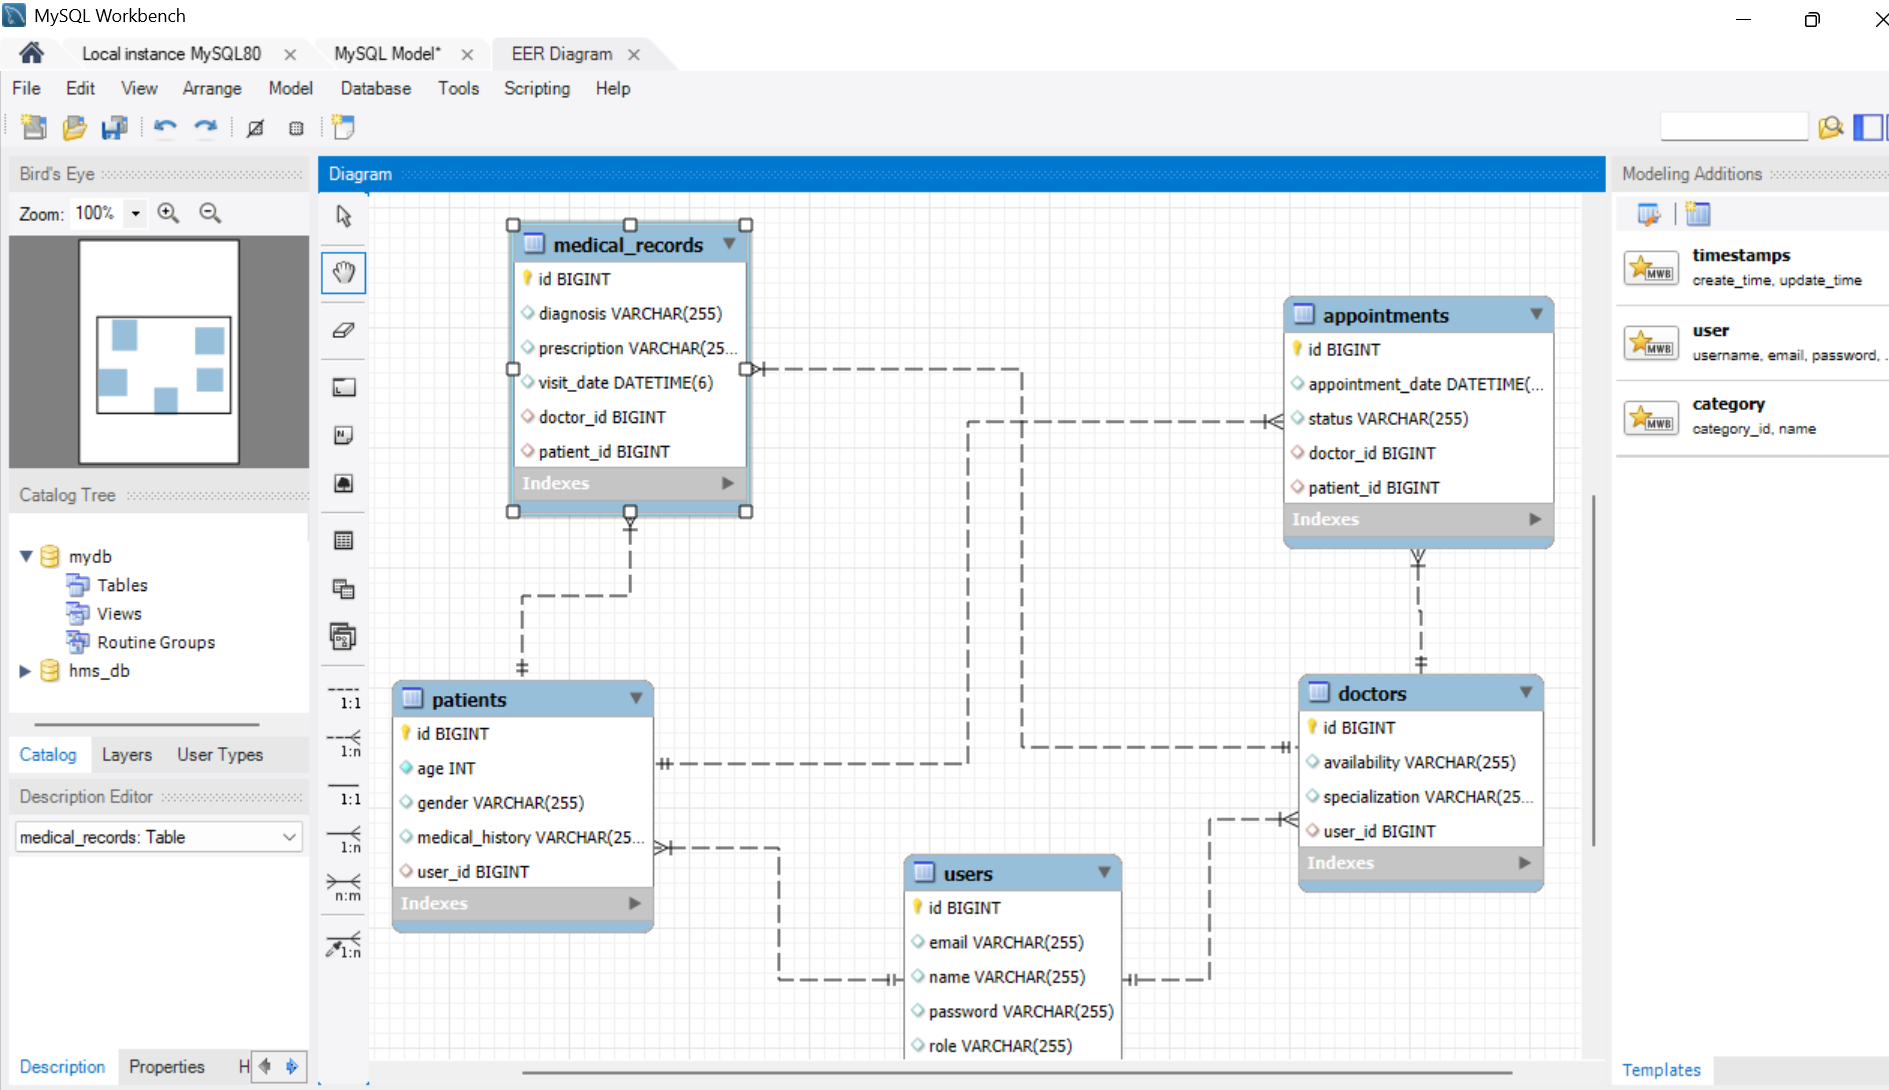 MySQL Workbench
Local instance MySQL80
MySQL Model*
EER Diagram
File Edit View Arrange Model Database Tools Scripting Help
Bird's Eye
Zoom: 100%
Catalog Tree
mydb
Tables
Views
Routine Groups
hms_db
Catalog Layers User Types
Description Editor
medical_records: Table
Description Properties H
Diagram
1:1
1:n
1:1
1:n
n:m
1:n
medical_records
id BIGINT
diagnosis VARCHAR(255)
prescription VARCHAR(25...
visit_date DATETIME(6)
doctor_id BIGINT
patient_id BIGINT
Indexes
appointments
id BIGINT
appointment_date DATETIME(...
status VARCHAR(255)
doctor_id BIGINT
patient_id BIGINT
Indexes
patients
id BIGINT
age INT
gender VARCHAR(255)
medical_history VARCHAR(25...
user_id BIGINT
Indexes
doctors
id BIGINT
availability VARCHAR(255)
specialization VARCHAR(25...
user_id BIGINT
Indexes
users
id BIGINT
email VARCHAR(255)
name VARCHAR(255)
password VARCHAR(255)
role VARCHAR(255)
Modeling Additions
MWB
timestamps
create_time, update_time
MWB
user
username, email, password, .
MWB
category
category_id, name
Templates